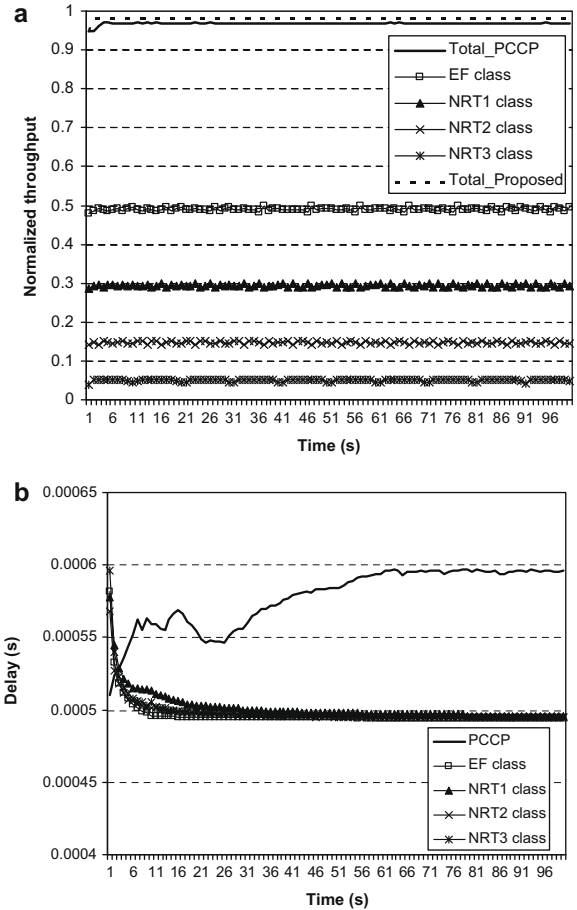 a
1
0.9
0.8
0.7
0.6
0.5
0.4
0.3
0.2
0.1
0
Normalized throughput
Total_PCCP
EF class
NRT1 class
NRT2 class
NRT3 class
Total_Proposed
1 6 11 16 21 26 31 36 41 46 51 56 61 66 71 76 81 86 91 96
Time (s)
b
0.00065
0.0006
0.00055
0.0005
0.00045
0.0004
Delay (s)
PCCP
EF class
NRT1 class
NRT2 class
NRT3 class
1 6 11 16 21 26 31 36 41 46 51 56 61 66 71 76 81 86 91 96
Time (s)